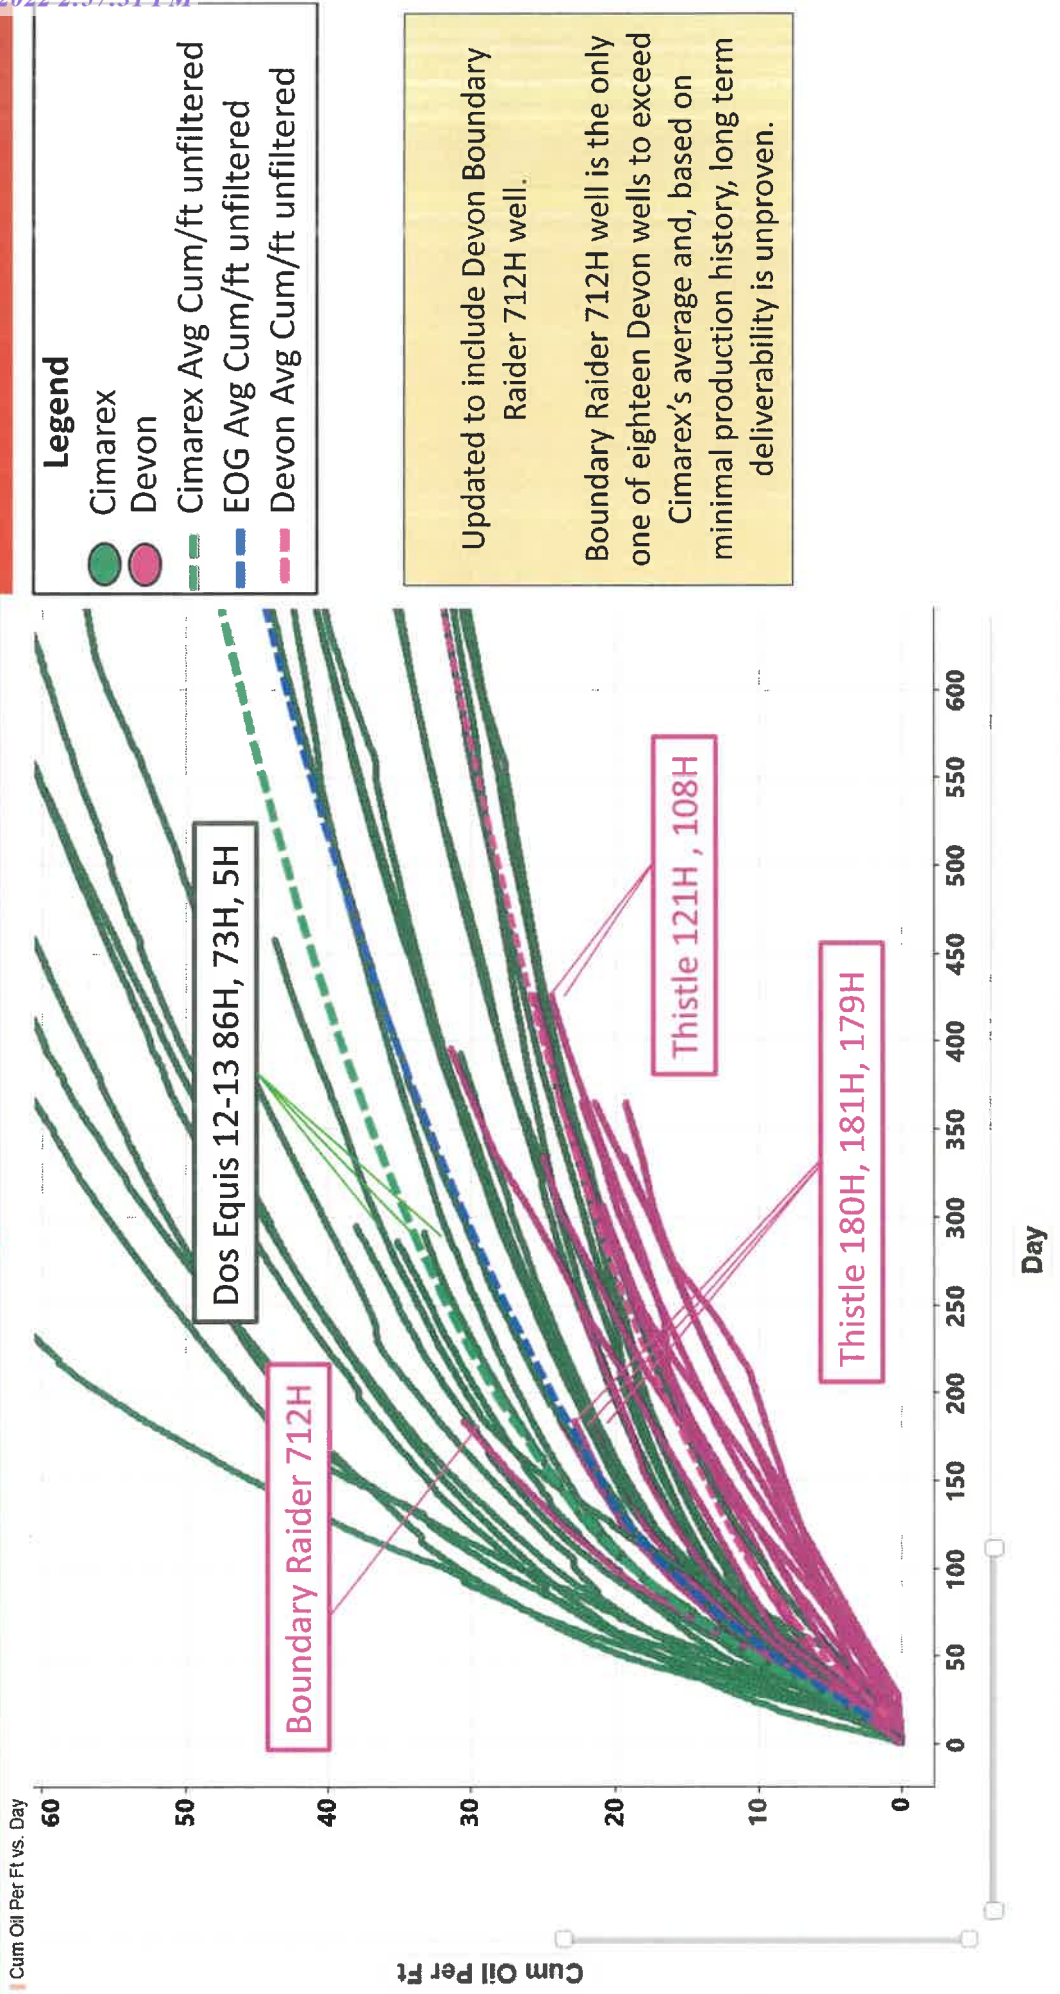 2022 2:57:51 PM
Cum Oil Per Ft vs. Day
Cum Oil Per Ft
60
50
40
30
20
10
0
0
50
100
150
200
250
300
350
400
450
500
550
600
Day
Boundary Raider 712H
Dos Equis 12-13 86H, 73H, 5H
Thistle 121H , 108H
Thistle 180H, 181H, 179H
Legend
Cimarex
Devon
Cimarex Avg Cum/ft unfiltered
EOG Avg Cum/ft unfiltered
Devon Avg Cum/ft unfiltered
Updated to include Devon Boundary
Raider 712H well.
Boundary Raider 712H well is the only
one of eighteen Devon wells to exceed
Cimarex's average and, based on
minimal production history, long term
deliverability is unproven.